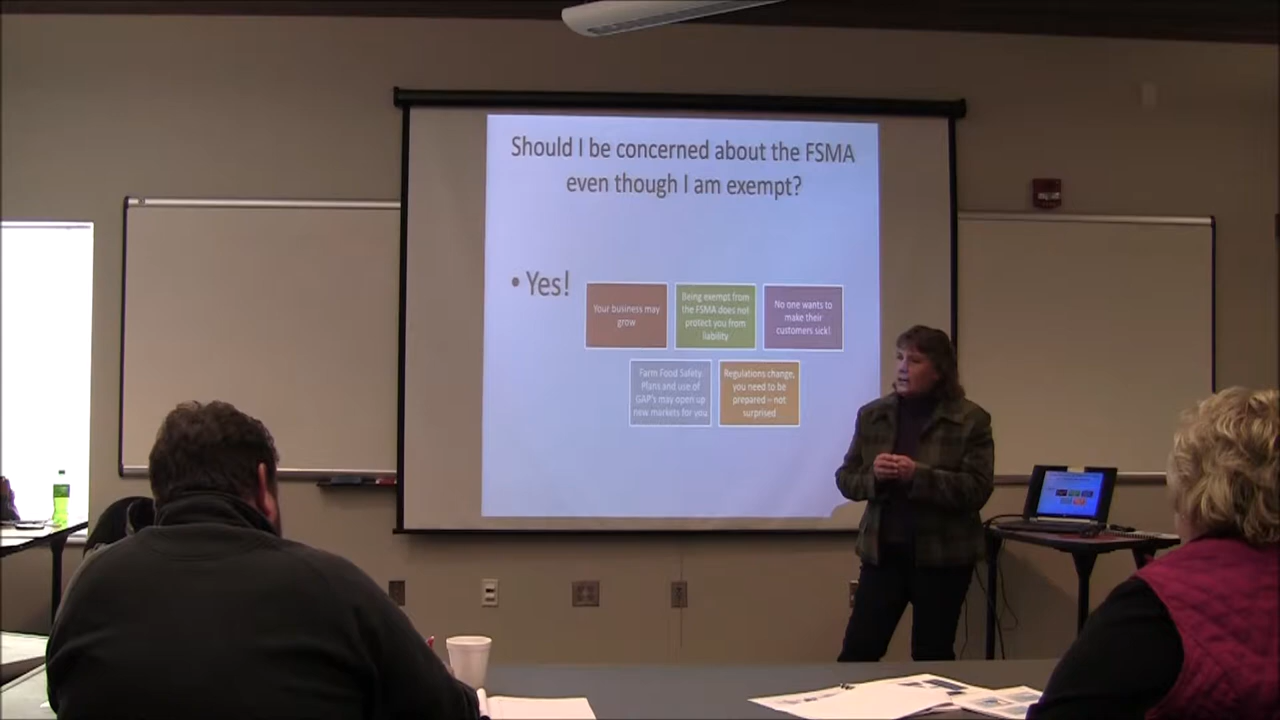 Should I be concerned about the FSMA
even though I am exempt?
• Yes!
Your business may
grow
Being exempt from
the FSMA does not
protect you from
liability
No one wants to
make their
customers sick!
Farm Food Safety
Plans and use of
GAP's may open up
new markets for you
Regulations change,
you need to be
prepared – not
surprised